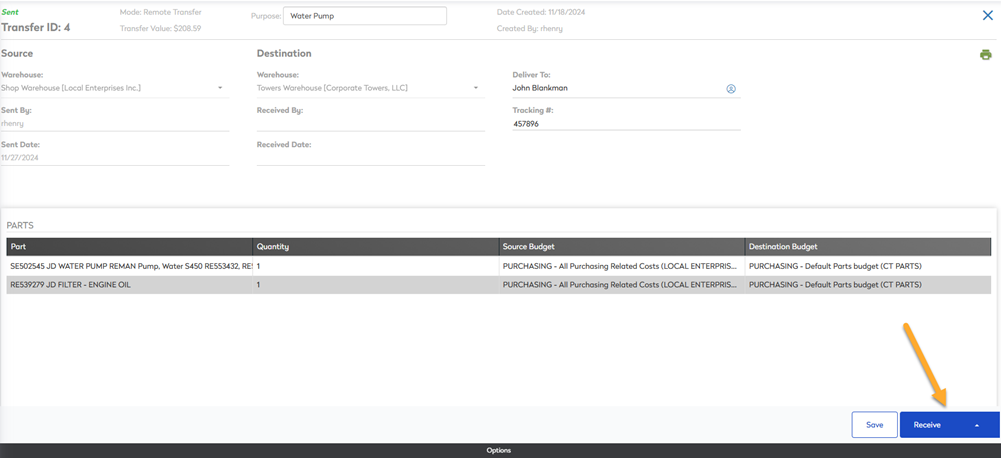 Sent
Mode: Remote Transfer
Purpose: Water Pump
Date Created: 11/18/2024
Transfer ID: 4
Transfer Value: $208.59
Created By: rhenry
Source
Destination
Warehouse:
Warehouse:
Deliver To:
Shop Warehouse [Local Enterprises Inc.]
Towers Warehouse [Corporate Towers, LLC]
John Blankman
Sent By:
Received By:
Tracking #:
rhenry
457896
Sent Date:
Received Date:
11/27/2024
PARTS
Part Quantity Source Budget Destination Budget
SE502545 JD WATER PUMP REMAN Pump, Water S450 RE553432, RE! 1 PURCHASING - All Purchasing Related Costs (LOCAL ENTERPRIS... PURCHASING - Default Parts budget (CT PARTS)
RE539279 JD FILTER - ENGINE OIL 1 PURCHASING - All Purchasing Related Costs (LOCAL ENTERPRIS... PURCHASING - Default Parts budget (CT PARTS)
Save Receive
Options